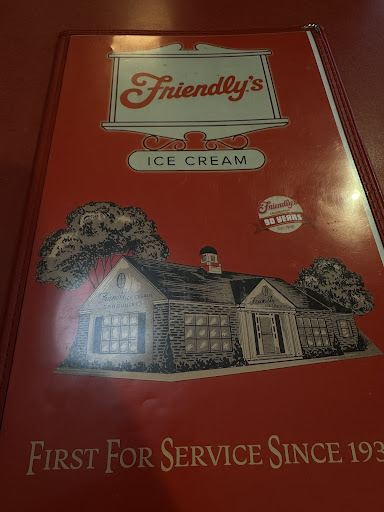 Friendly's
ICE CREAM
Friendly's
90 YEARS
FIRST FOR SERVICE SINCE 193